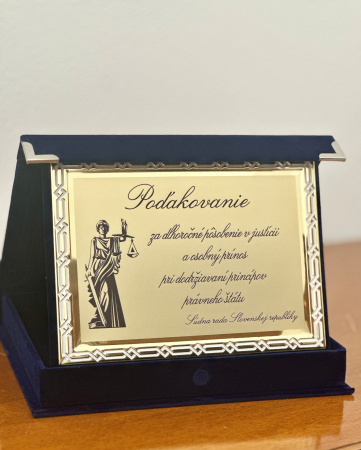 Poďakovanie
za dlhoročné pôsobenie v justícii
a osobný prínos
pri dodržiavaní princípov
právneho štátu
Súdna rada Slovenskej republiky